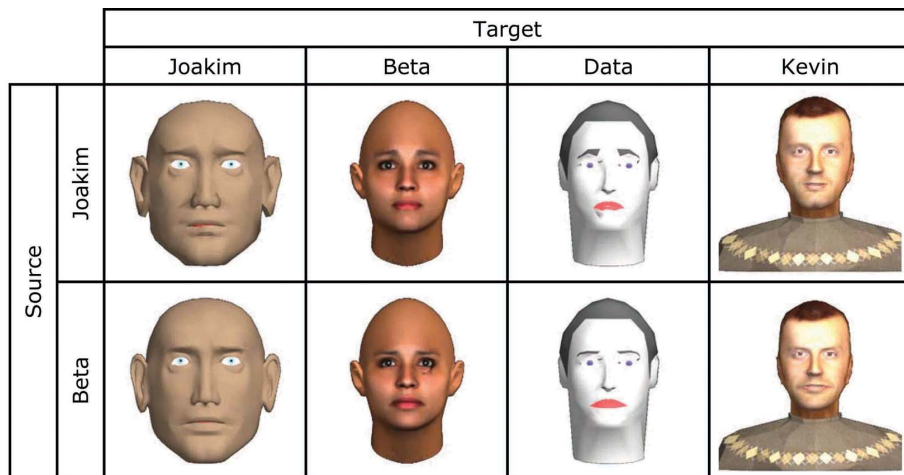 Target
Joakim Beta Data Kevin
Source
Joakim
Beta